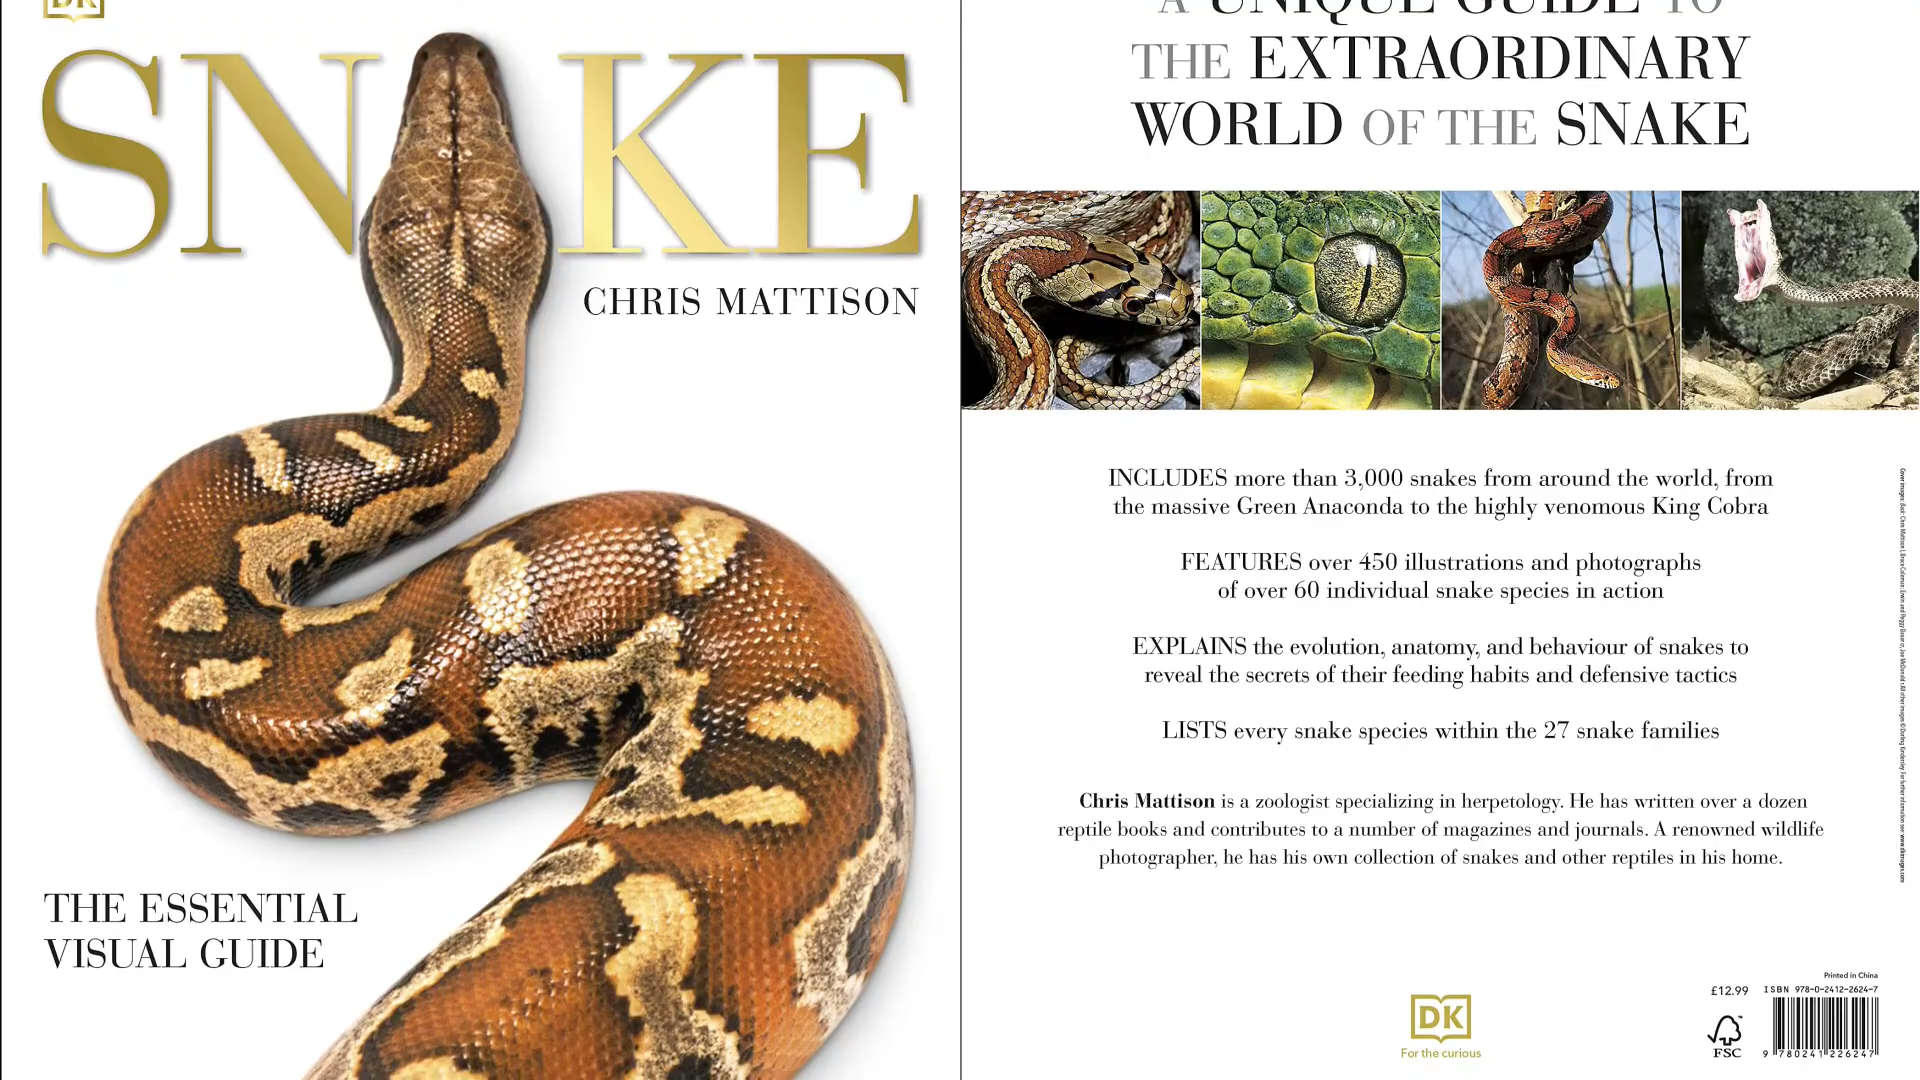 DK
SNAKE
CHRIS MATTISON
THE ESSENTIAL
VISUAL GUIDE
A UNIQUE GUIDE TO
THE EXTRAORDINARY
WORLD OF THE SNAKE
INCLUDES more than 3,000 snakes from around the world, from
the massive Green Anaconda to the highly venomous King Cobra
FEATURES over 450 illustrations and photographs
of over 60 individual snake species in action
EXPLAINS the evolution, anatomy, and behaviour of snakes to
reveal the secrets of their feeding habits and defensive tactics
LISTS every snake species within the 27 snake families
Chris Mattison is a zoologist specializing in herpetology. He has written over a dozen
reptile books and contributes to a number of magazines and journals. A renowned wildlife
photographer, he has his own collection of snakes and other reptiles in his home.
Printed in China
£12.99
ISBN 978-0-2412-2624-7
FSC
9 780241 226247
DK
For the curious